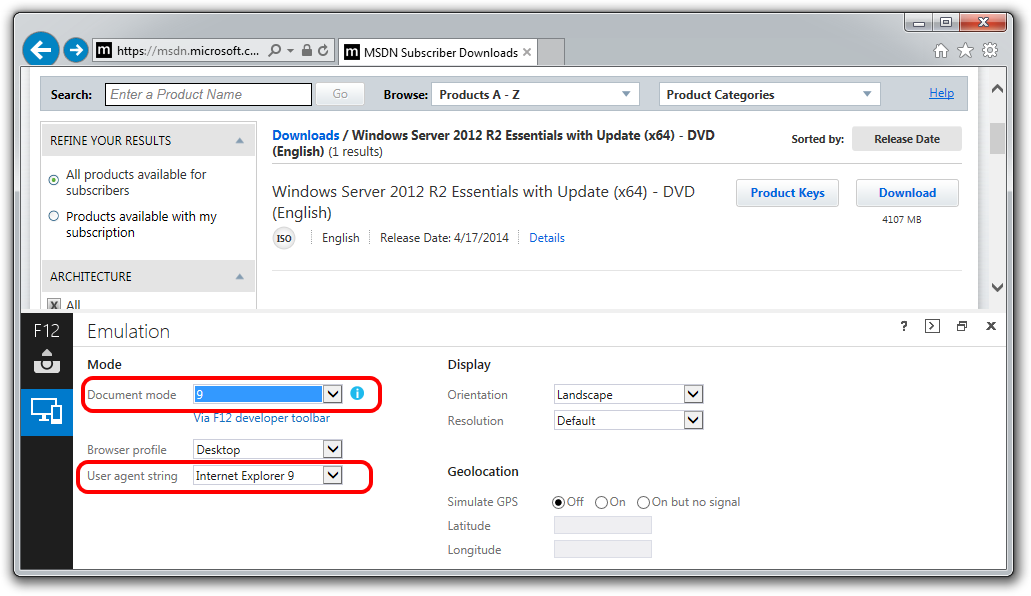 https://msdn.microsoft.c...
m MSDN Subscriber Downloads
Search: Enter a Product Name Go Browse: Products A - Z Product Categories Help
REFINE YOUR RESULTS
All products available for
subscribers
Products available with my
subscription
ARCHITECTURE
All
Downloads / Windows Server 2012 R2 Essentials with Update (x64) - DVD
(English) (1 results)
Sorted by: Release Date
Windows Server 2012 R2 Essentials with Update (x64) - DVD
(English)
Product Keys Download
4107 MB
ISO English Release Date: 4/17/2014 Details
F12 Emulation ?
Mode
Document mode 9
Via F12 developer toolbar
Browser profile Desktop
User agent string Internet Explorer 9
Display
Orientation Landscape
Resolution Default
Geolocation
Simulate GPS Off On On but no signal
Latitude
Longitude